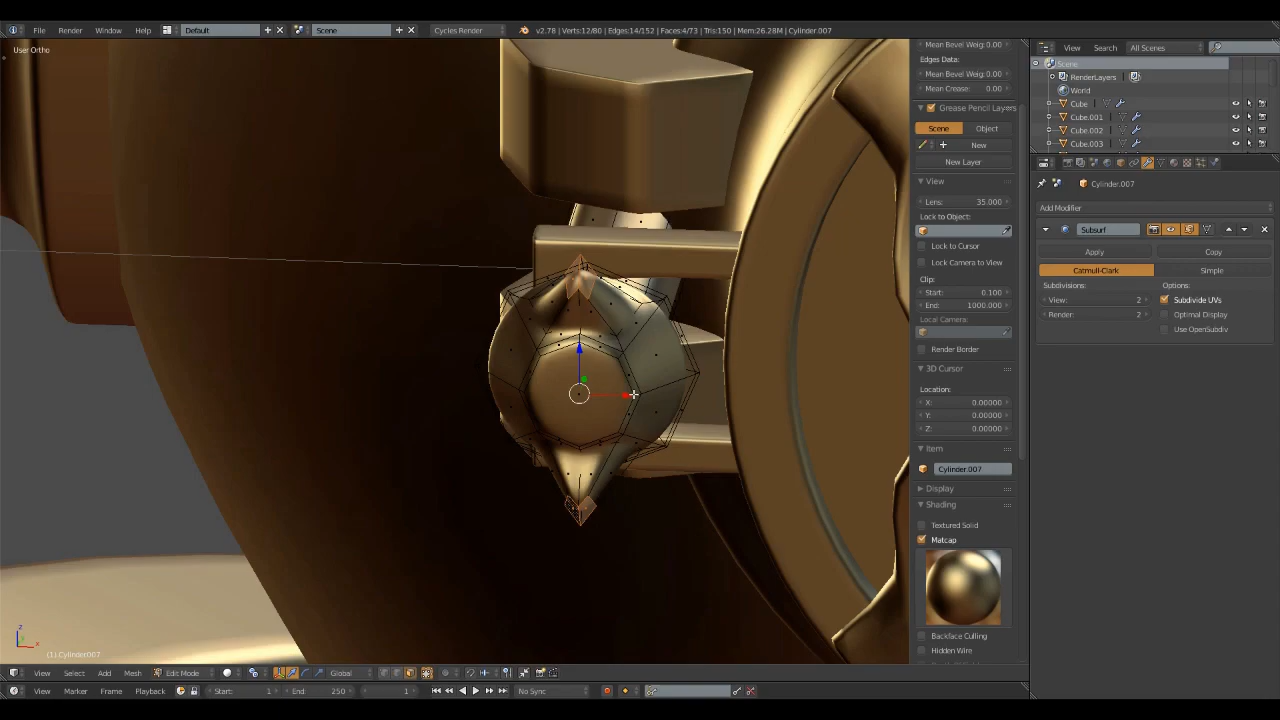 File Render Window Help Default Scene Cycles Render v2.78 | Verts:12/80 | Edges:14/152 | Faces:4/73 | Tris:150 | Mem:26.28M | Cylinder.007
User Ortho
Mean Bevel Weig: 0.00
Edges Data:
Mean Bevel Weig: 0.00
Mean Crease: 0.00
Grease Pencil Layers
Scene Object
New
New Layer
View
Lens: 35.000
Lock to Object:
Lock to Cursor
Lock Camera to View
Clip:
Start: 0.100
End: 1000.000
Local Camera:
Render Border
3D Cursor
Location:
X: 0.00000
Y: 0.00000
Z: 0.00000
Item
Cylinder.007
Display
Shading
Textured Solid
Matcap
Backface Culling
Hidden Wire
View Search All Scenes
Scene
RenderLayers
World
Cube
Cube.001
Cube.002
Cube.003
Cylinder.007
Add Modifier
Subsurf
Apply Copy
Catmull-Clark Simple
Subdivisions: Options:
View: 2 Subdivide UVs
Render: 2 Optimal Display
Use OpenSubdiv
z
x
(1) Cylinder.007
View Select Add Mesh Edit Mode Global
View Marker Frame Playback Start: 1 End: 250 1 No Sync